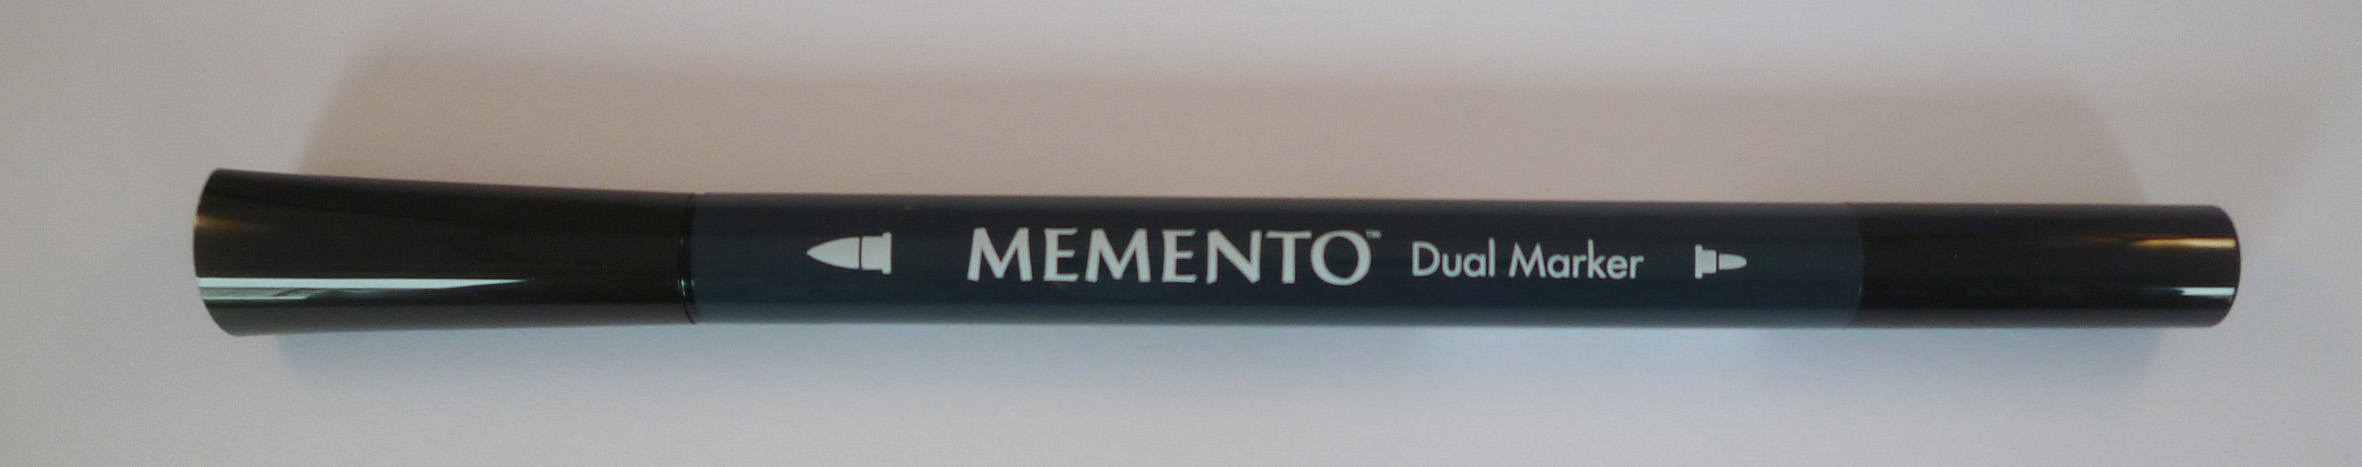 MEMENTO™ Dual Marker